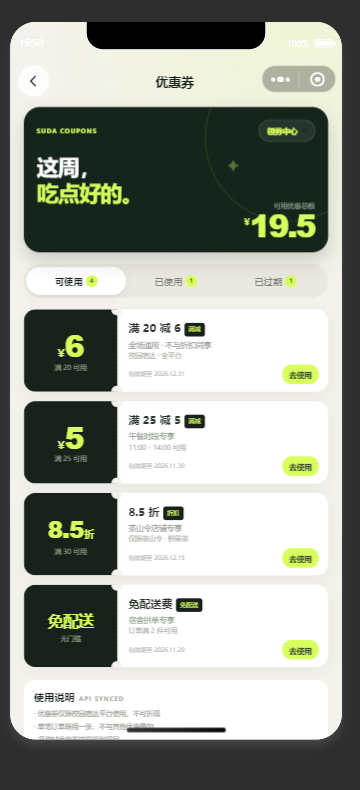 15:50
100%
优惠券
SUDA COUPONS
领券中心
这周，
吃点好的。
可用优惠总额
¥19.5
可使用 4
已使用 1
已过期 1
¥6
满 20 可用
满 20 减 6 满减
全场通用 · 不与折扣同享
校园宿达 · 全平台
有效期至 2026.12.31
去使用
¥5
满 25 可用
满 25 减 5 满减
午餐时段专享
11:00 - 14:00 可用
有效期至 2026.11.30
去使用
8.5折
满 30 可用
8.5 折 折扣
茶山令店铺专享
仅限茶山令 · 鲜果茶
有效期至 2026.12.15
去使用
免配送
无门槛
免配送费 免配送
宿舍拼单专享
订单满 2 件可用
有效期至 2026.11.20
去使用
使用说明 API SYNCED
· 优惠券仅限校园宿达平台使用，不可折现
· 单笔订单限用一张，不与其他优惠叠加